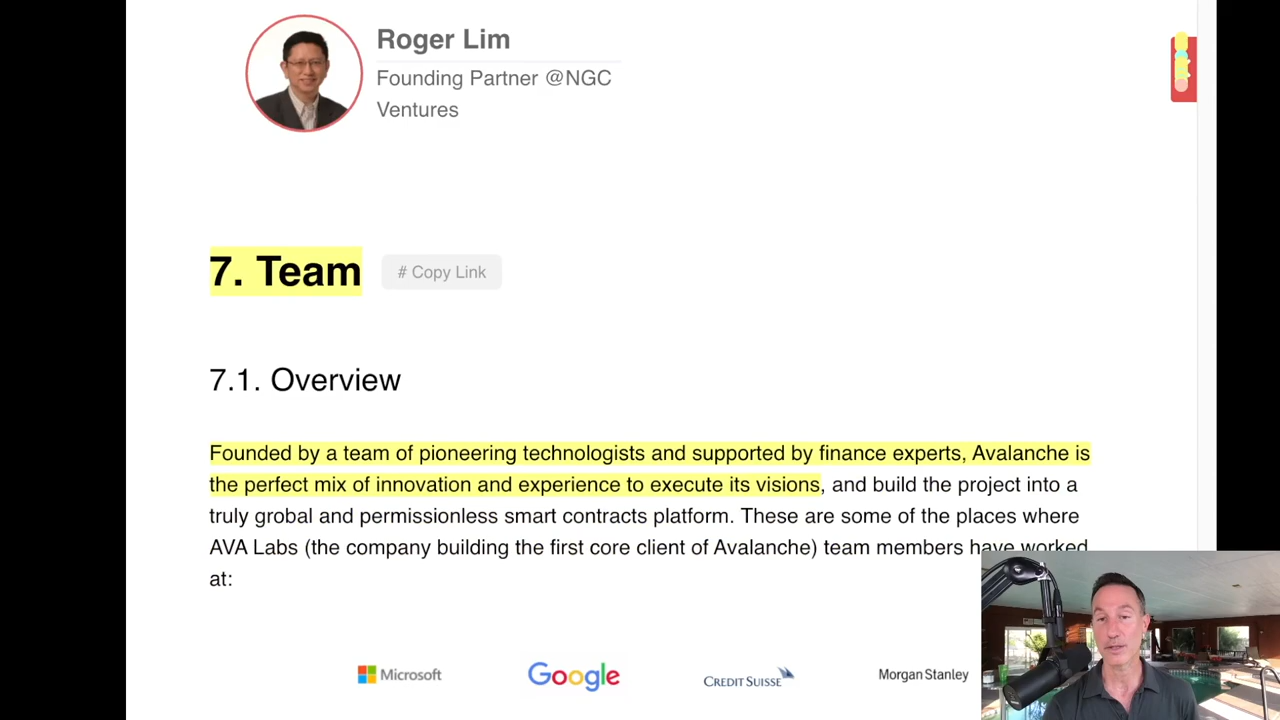 Roger Lim
Founding Partner @NGC
Ventures
7. Team
# Copy Link
7.1. Overview
Founded by a team of pioneering technologists and supported by finance experts, Avalanche is
the perfect mix of innovation and experience to execute its visions, and build the project into a
truly grobal and permissionless smart contracts platform. These are some of the places where
AVA Labs (the company building the first core client of Avalanche) team members have worked
at:
Microsoft
Google
CREDIT SUISSE
Morgan Stanley